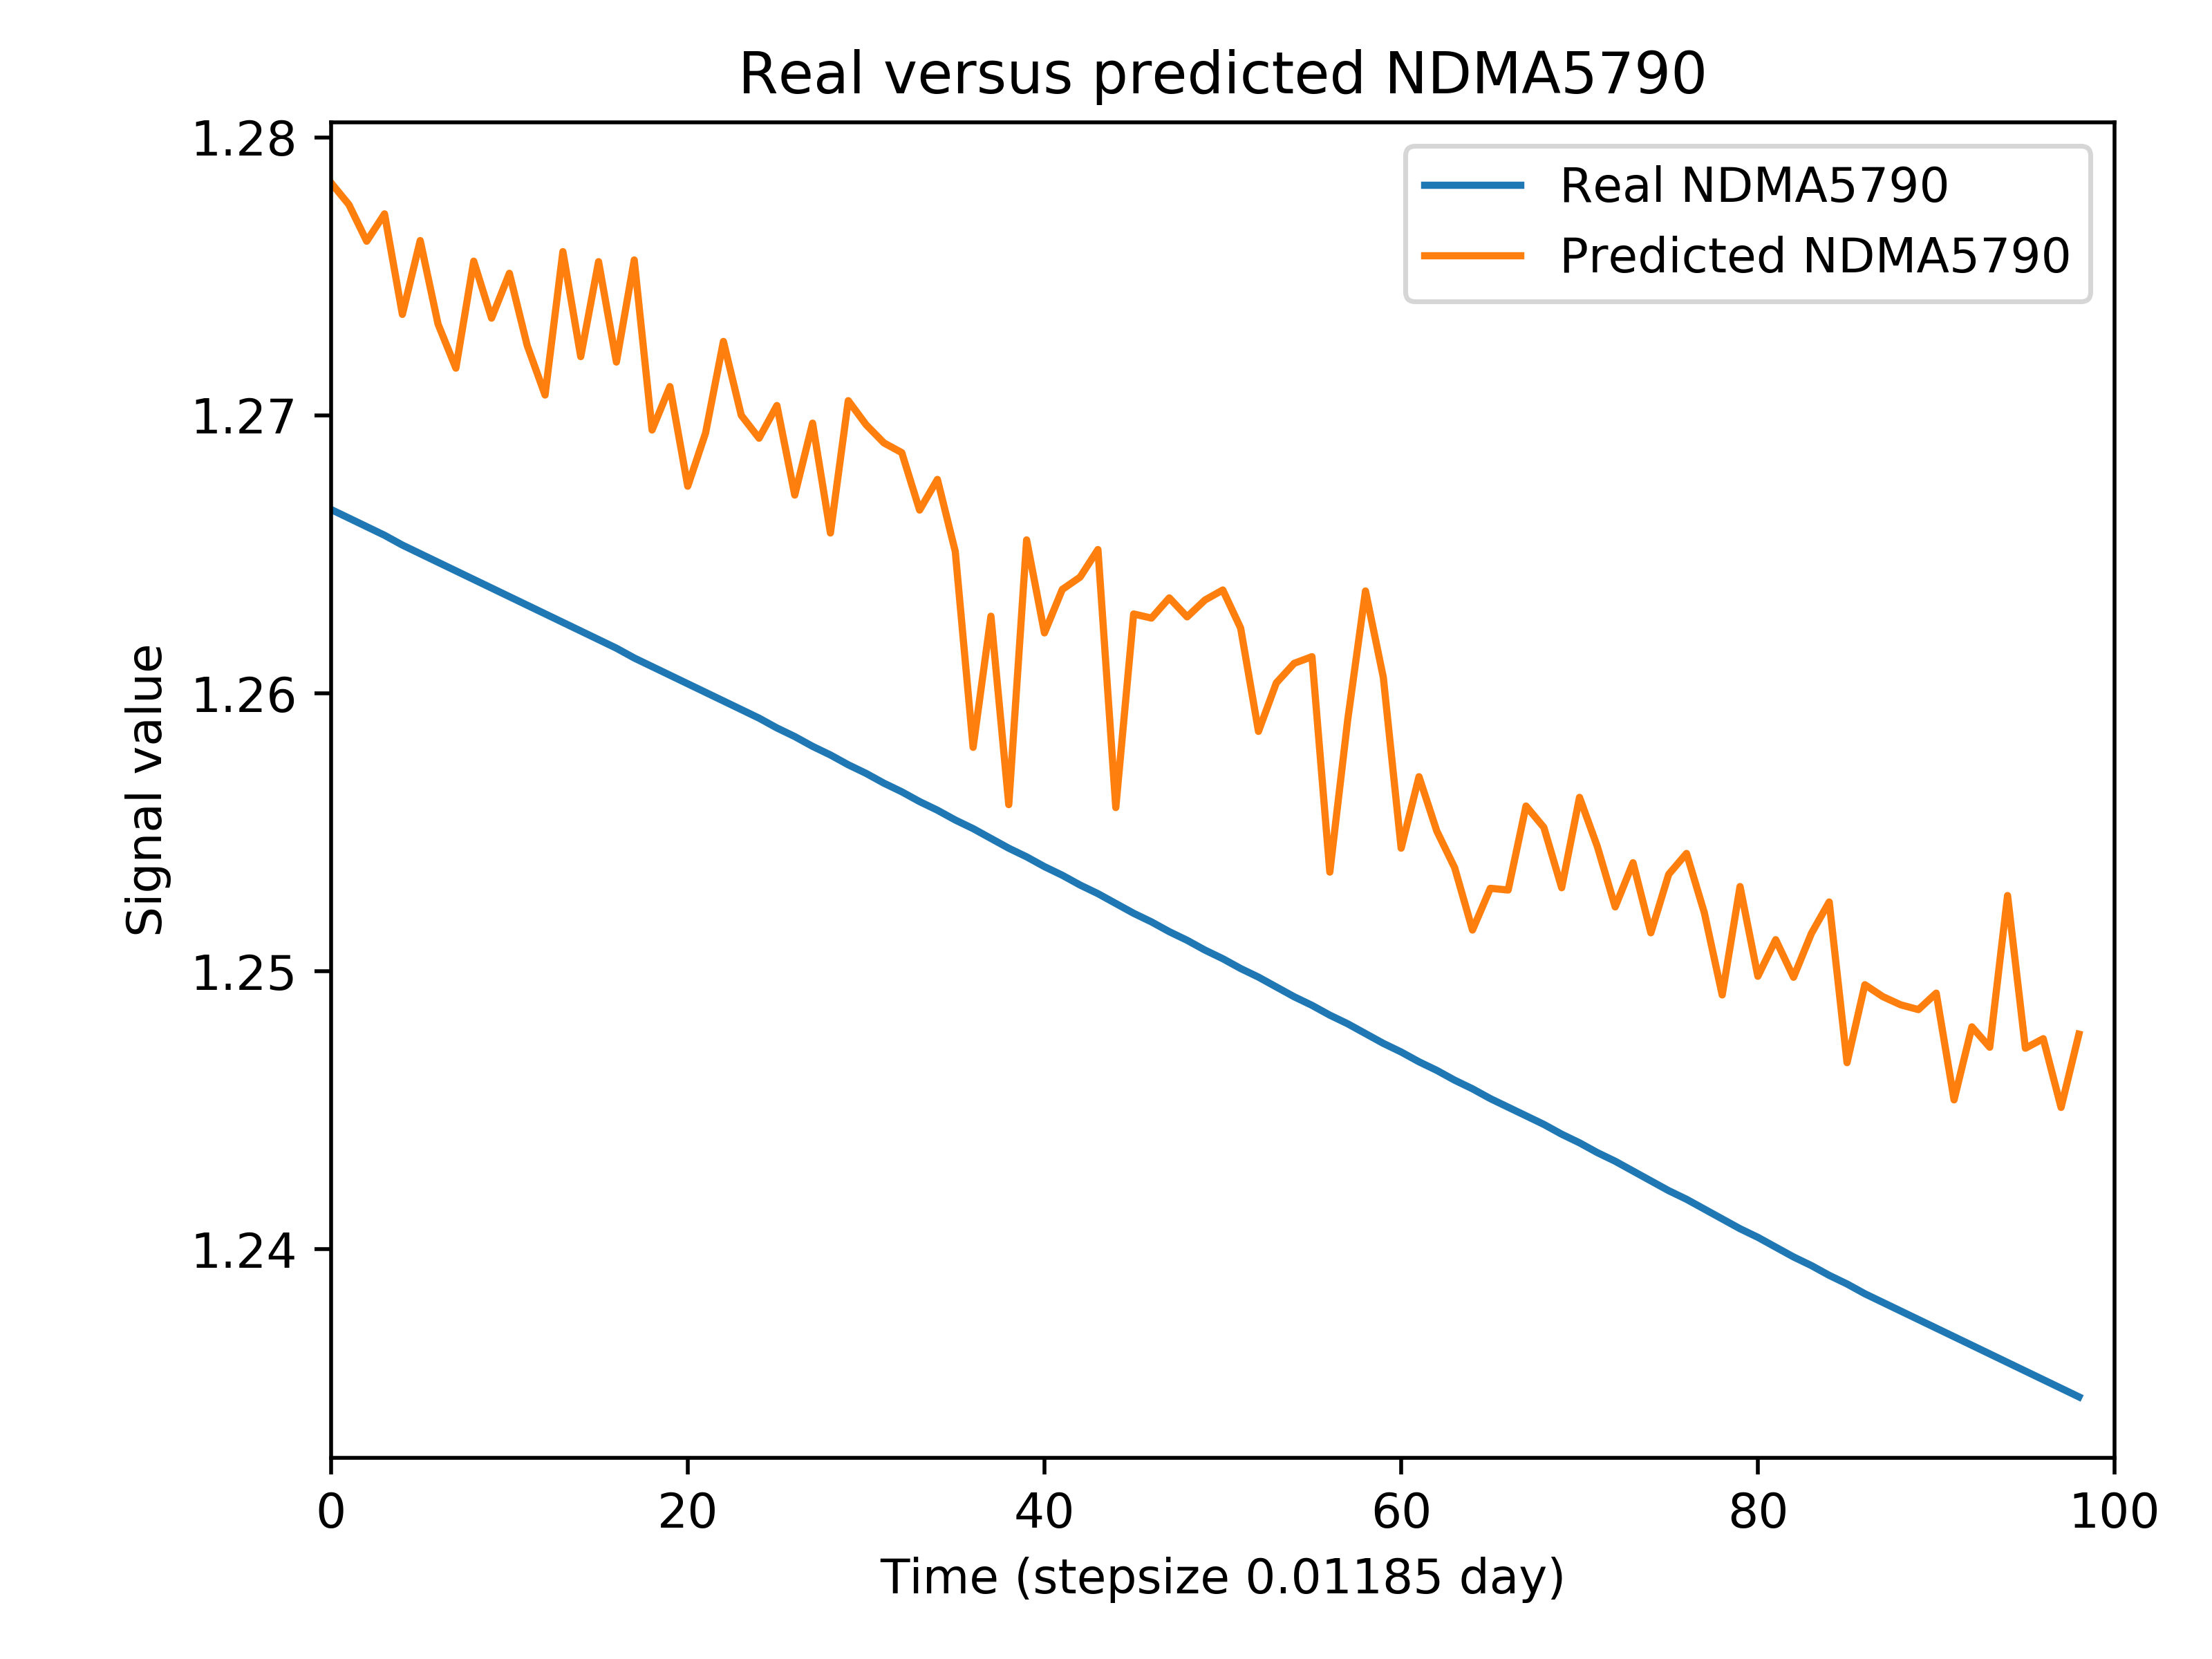 Real versus predicted NDMA5790
Real NDMA5790
Predicted NDMA5790
Signal value
1.28
1.27
1.26
1.25
1.24
0 20 40 60 80 100
Time (stepsize 0.01185 day)